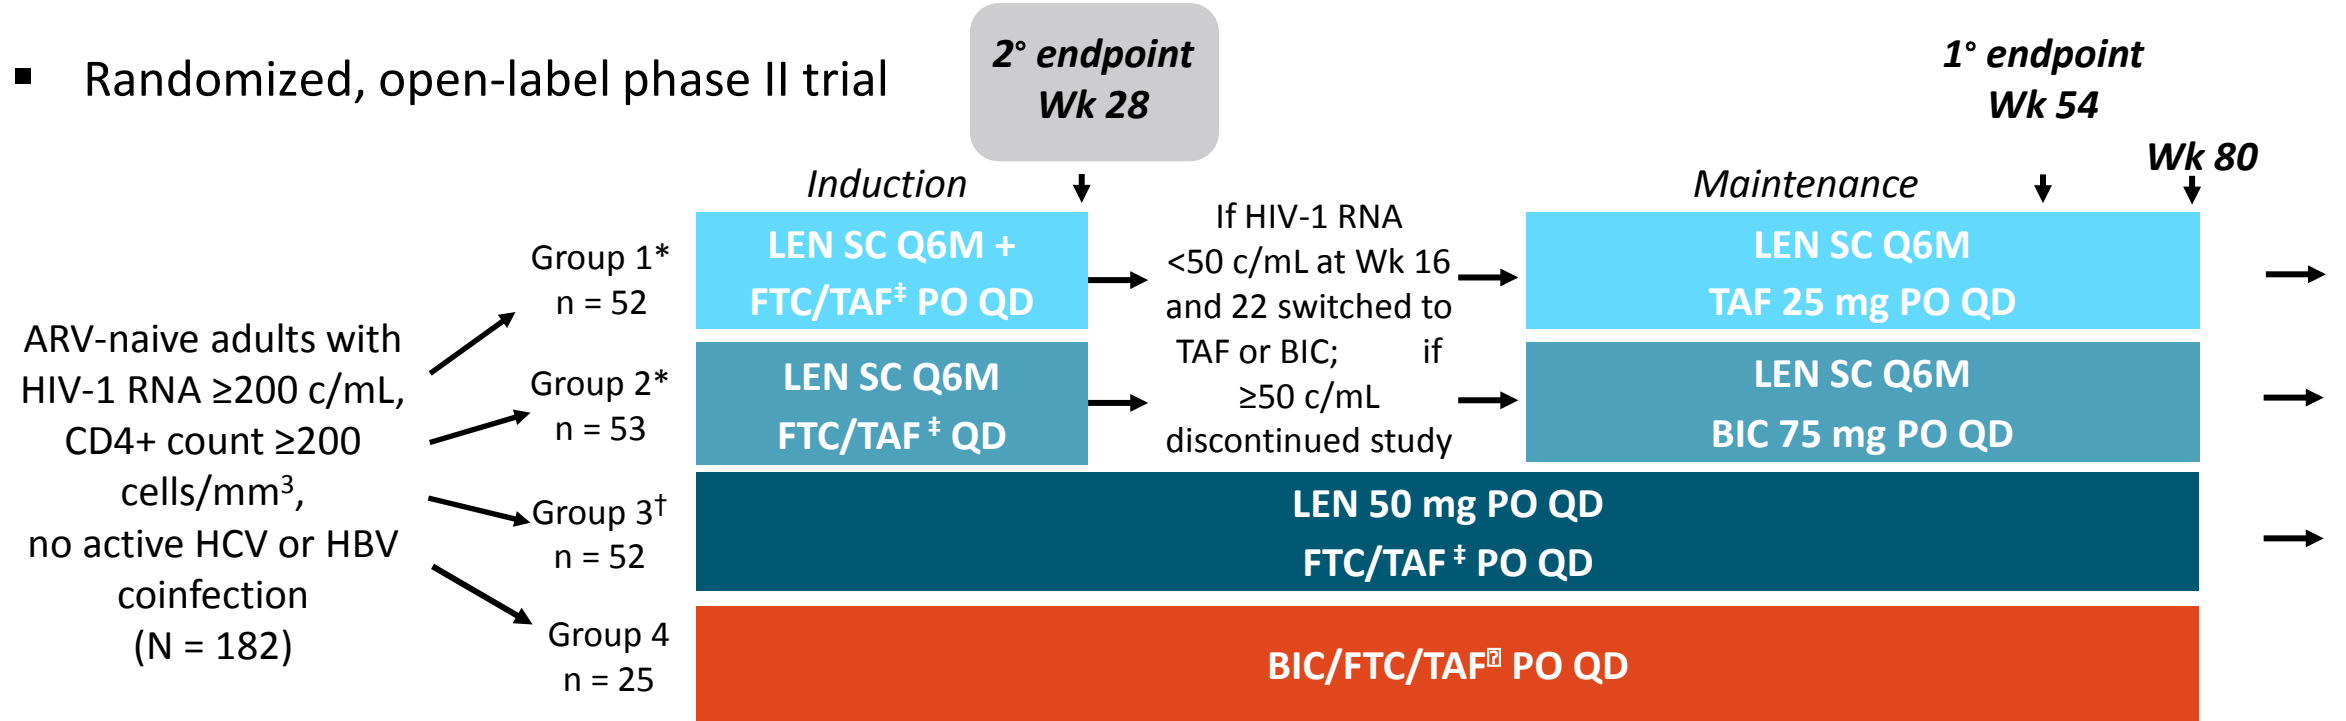 ▪ Randomized, open-label phase II trial
2° endpoint
Wk 28
1° endpoint
Wk 54
Wk 80
Induction
Maintenance
ARV-naive adults with
HIV-1 RNA ≥200 c/mL,
CD4+ count ≥200
cells/mm³,
no active HCV or HBV
coinfection
(N = 182)
Group 1*
n = 52
LEN SC Q6M +
FTC/TAF‡ PO QD
If HIV-1 RNA
<50 c/mL at Wk 16
and 22 switched to
TAF or BIC; if
≥50 c/mL
discontinued study
LEN SC Q6M
TAF 25 mg PO QD
Group 2*
n = 53
LEN SC Q6M
FTC/TAF ‡ QD
LEN SC Q6M
BIC 75 mg PO QD
Group 3†
n = 52
LEN 50 mg PO QD
FTC/TAF ‡ PO QD
Group 4
n = 25
BIC/FTC/TAF PO QD